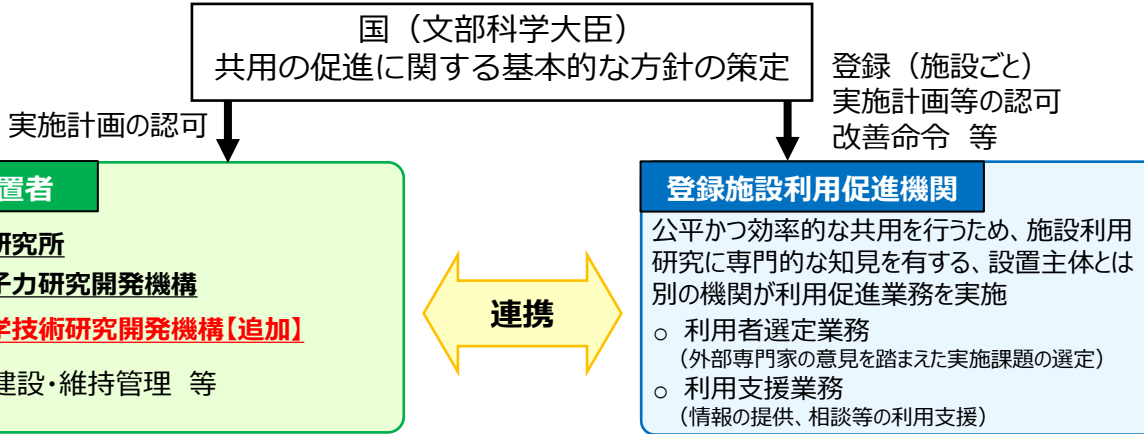 国（文部科学大臣）
共用の促進に関する基本的な方針の策定
実施計画の認可
登録（施設ごと）
実施計画等の認可
改善命令 等
置者
研究所
子力研究開発機構
学技術研究開発機構【追加】
建設・維持管理 等
連携
登録施設利用促進機関
公平かつ効率的な共用を行うため、施設利用
研究に専門的な知見を有する、設置主体とは
別の機関が利用促進業務を実施
○ 利用者選定業務
（外部専門家の意見を踏まえた実施課題の選定）
○ 利用支援業務
（情報の提供、相談等の利用支援）